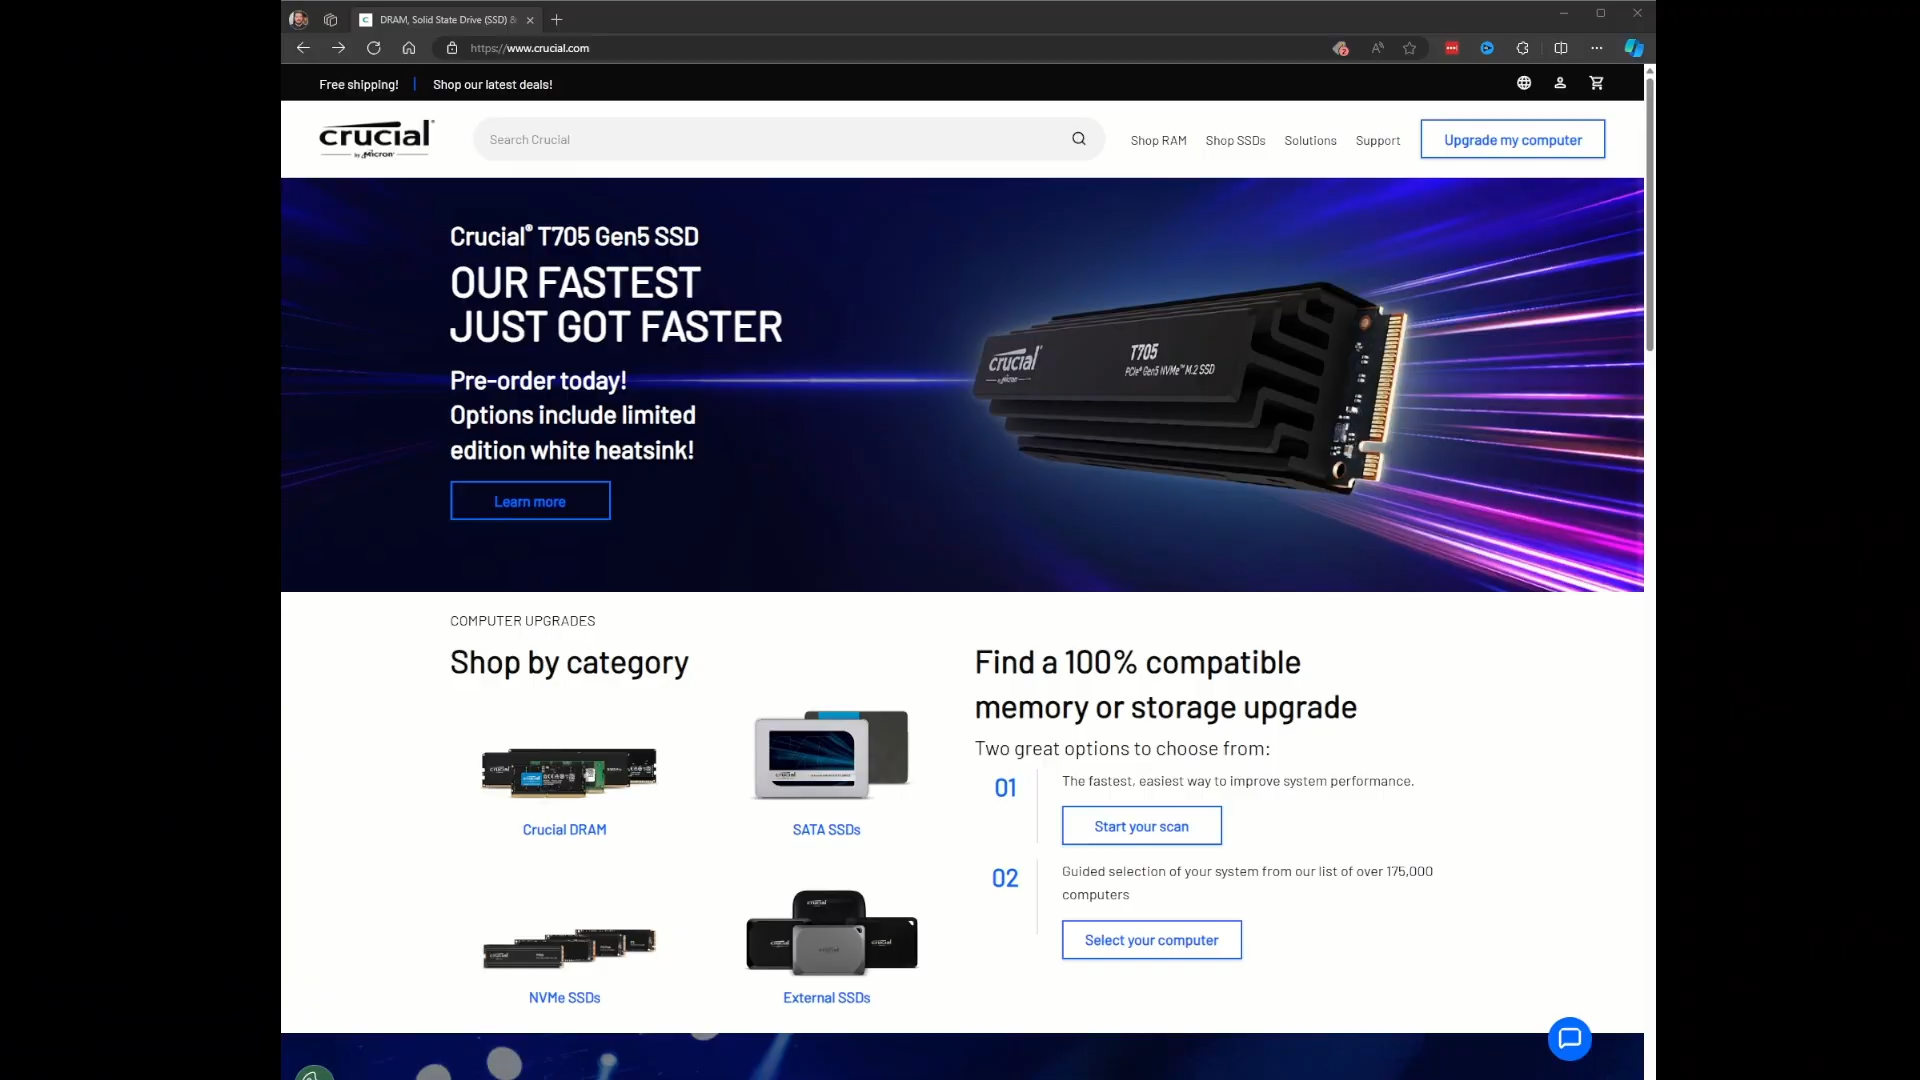 DRAM, Solid State Drive (SSD) &
https://www.crucial.com
Free shipping! | Shop our latest deals!
crucial
by Micron
Search Crucial
Shop RAM
Shop SSDs
Solutions
Support
Upgrade my computer
Crucial® T705 Gen5 SSD
OUR FASTEST
JUST GOT FASTER
Pre-order today!
Options include limited
edition white heatsink!
Learn more
crucial
by Micron
T705
PCIe® Gen5 NVMe™ M.2 SSD
COMPUTER UPGRADES
Shop by category
Crucial DRAM
SATA SSDs
NVMe SSDs
External SSDs
Find a 100% compatible
memory or storage upgrade
Two great options to choose from:
01
The fastest, easiest way to improve system performance.
Start your scan
02
Guided selection of your system from our list of over 175,000
computers
Select your computer